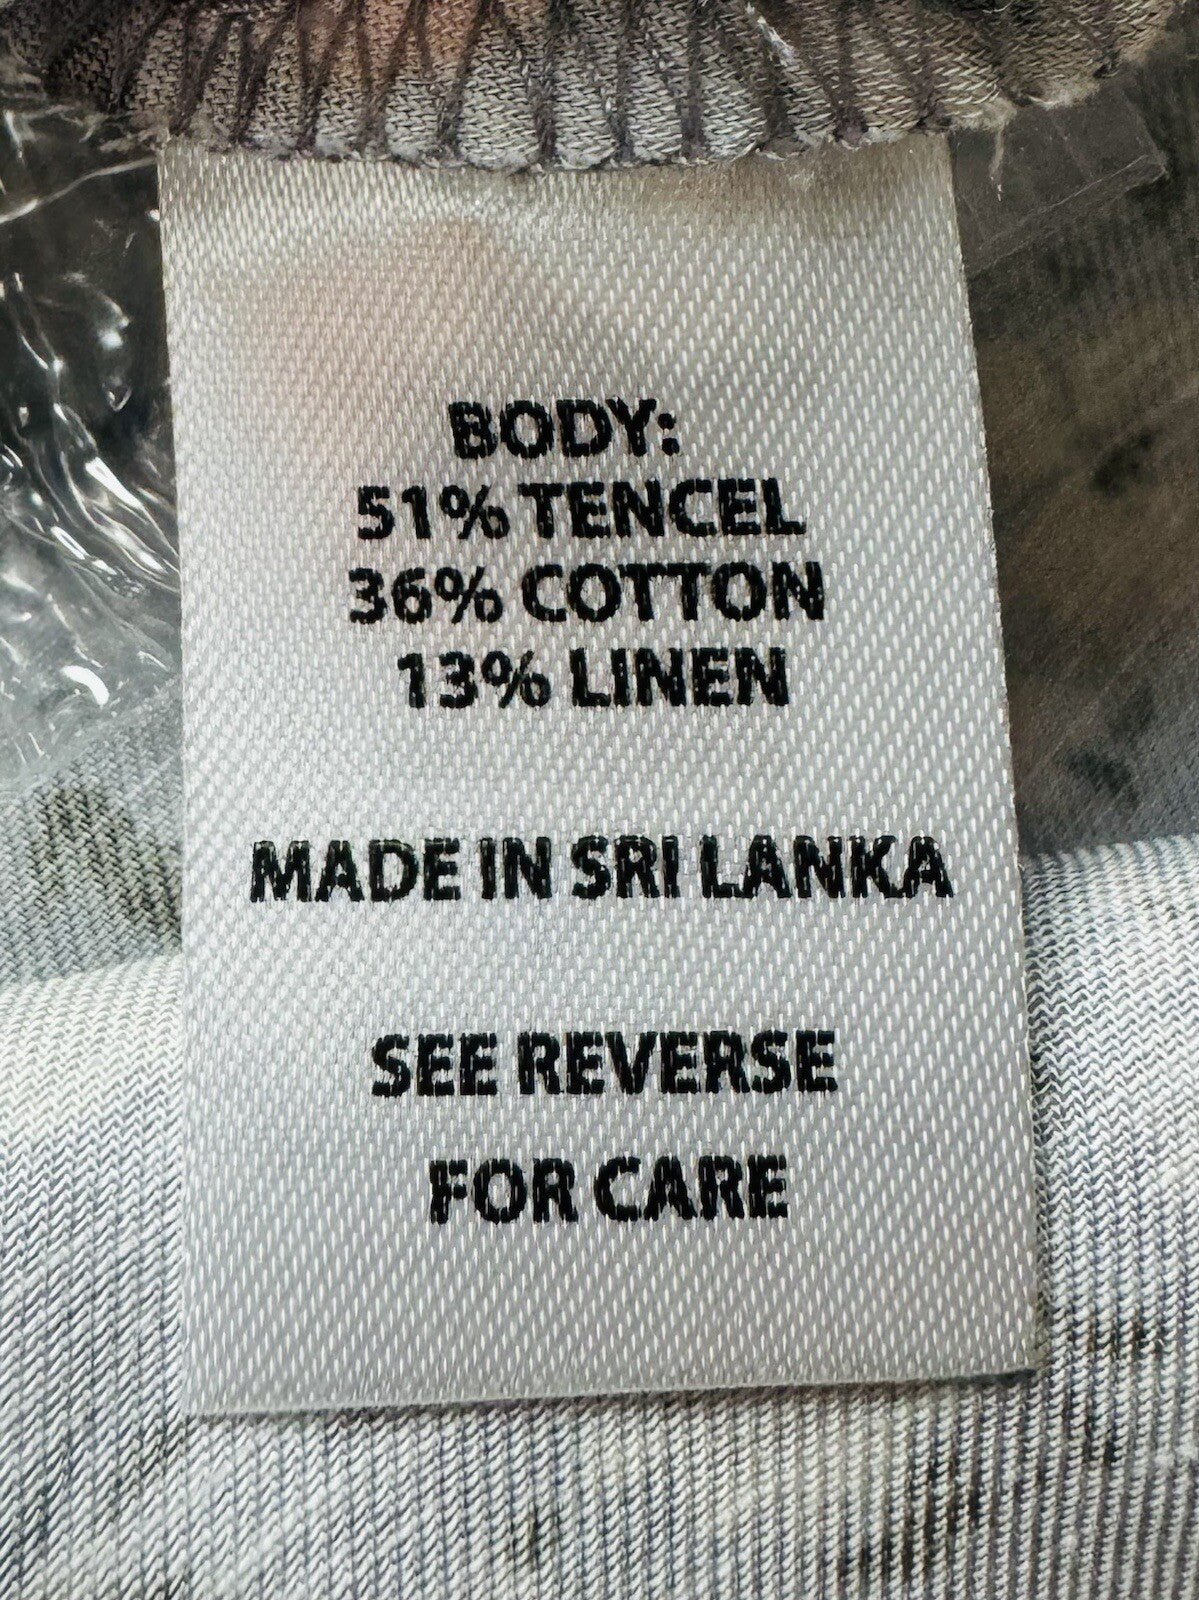 BODY:
51% TENCEL
36% COTTON
13% LINEN
MADE IN SRI LANKA
SEE REVERSE
FOR CARE